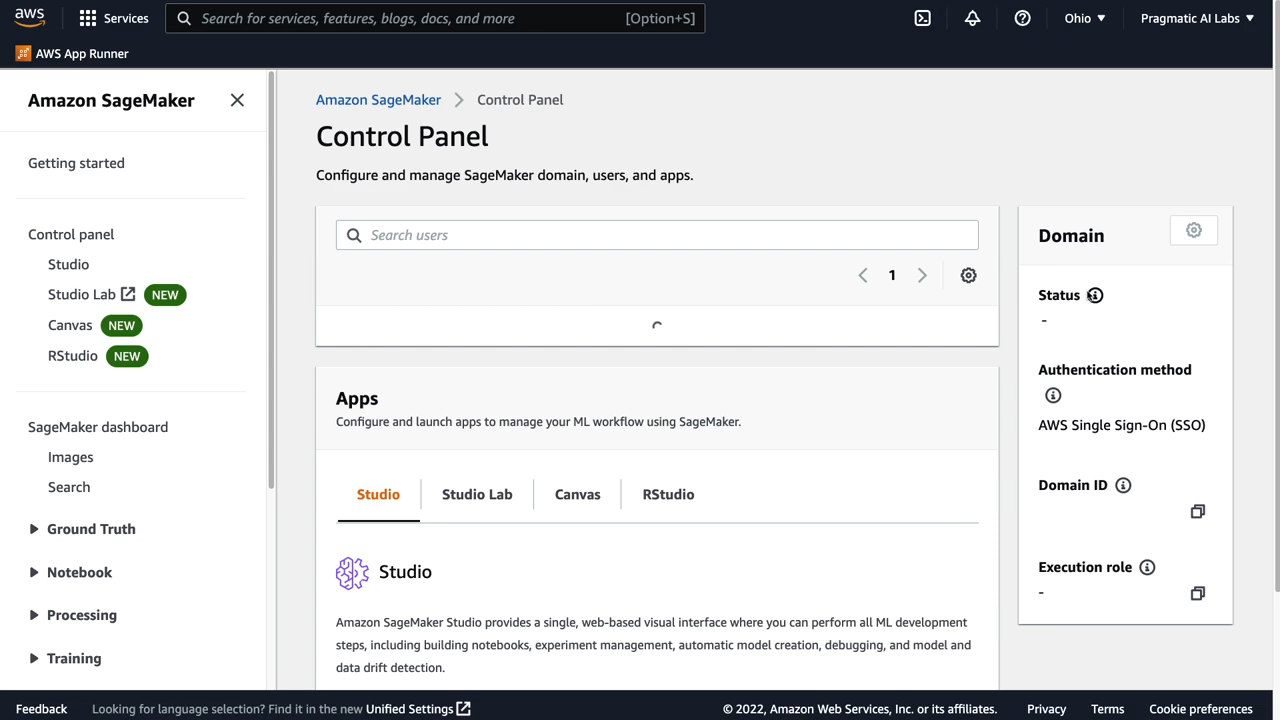 aws
Services
Search for services, features, blogs, docs, and more
[Option+S]
Ohio
Pragmatic AI Labs
AWS App Runner
Amazon SageMaker
Getting started
Control panel
Studio
Studio Lab NEW
Canvas NEW
RStudio NEW
SageMaker dashboard
Images
Search
Ground Truth
Notebook
Processing
Training
Amazon SageMaker
Control Panel
Control Panel
Configure and manage SageMaker domain, users, and apps.
Search users
1
Apps
Configure and launch apps to manage your ML workflow using SageMaker.
Studio
Studio Lab
Canvas
RStudio
Studio
Amazon SageMaker Studio provides a single, web-based visual interface where you can perform all ML development
steps, including building notebooks, experiment management, automatic model creation, debugging, and model and
data drift detection.
Domain
Status
-
Authentication method
AWS Single Sign-On (SSO)
Domain ID
Execution role
-
Feedback
Looking for language selection? Find it in the new Unified Settings
© 2022, Amazon Web Services, Inc. or its affiliates.
Privacy
Terms
Cookie preferences